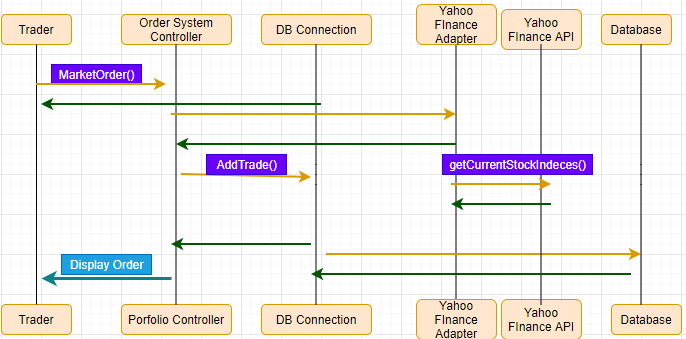 Trader
Order System
Controller
DB Connection
Yahoo
FInance
Adapter
Yahoo
FInance API
Database
MarketOrder()
AddTrade()
getCurrentStockIndeces()
Display Order
Trader
Porfolio Controller
DB Connection
Yahoo
FInance
Adapter
Yahoo
FInance API
Database